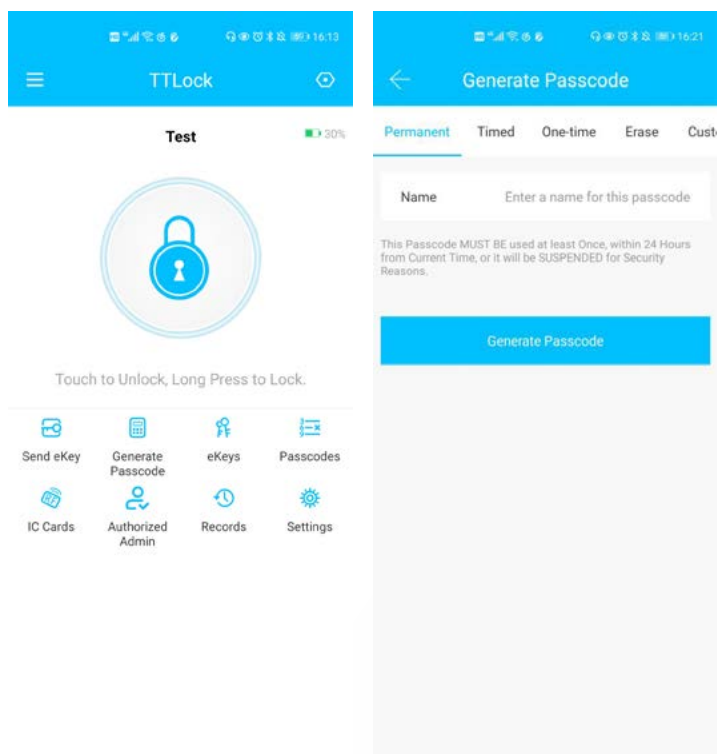 16:13
TTLock
Test
30%
Touch to Unlock, Long Press to Lock.
Send eKey
Generate
Passcode
eKeys
Passcodes
IC Cards
Authorized
Admin
Records
Settings
16:21
Generate Passcode
Permanent Timed One-time Erase Cust
Name Enter a name for this passcode
This Passcode MUST BE used at least Once, within 24 Hours
from Current Time, or it will be SUSPENDED for Security
Reasons.
Generate Passcode